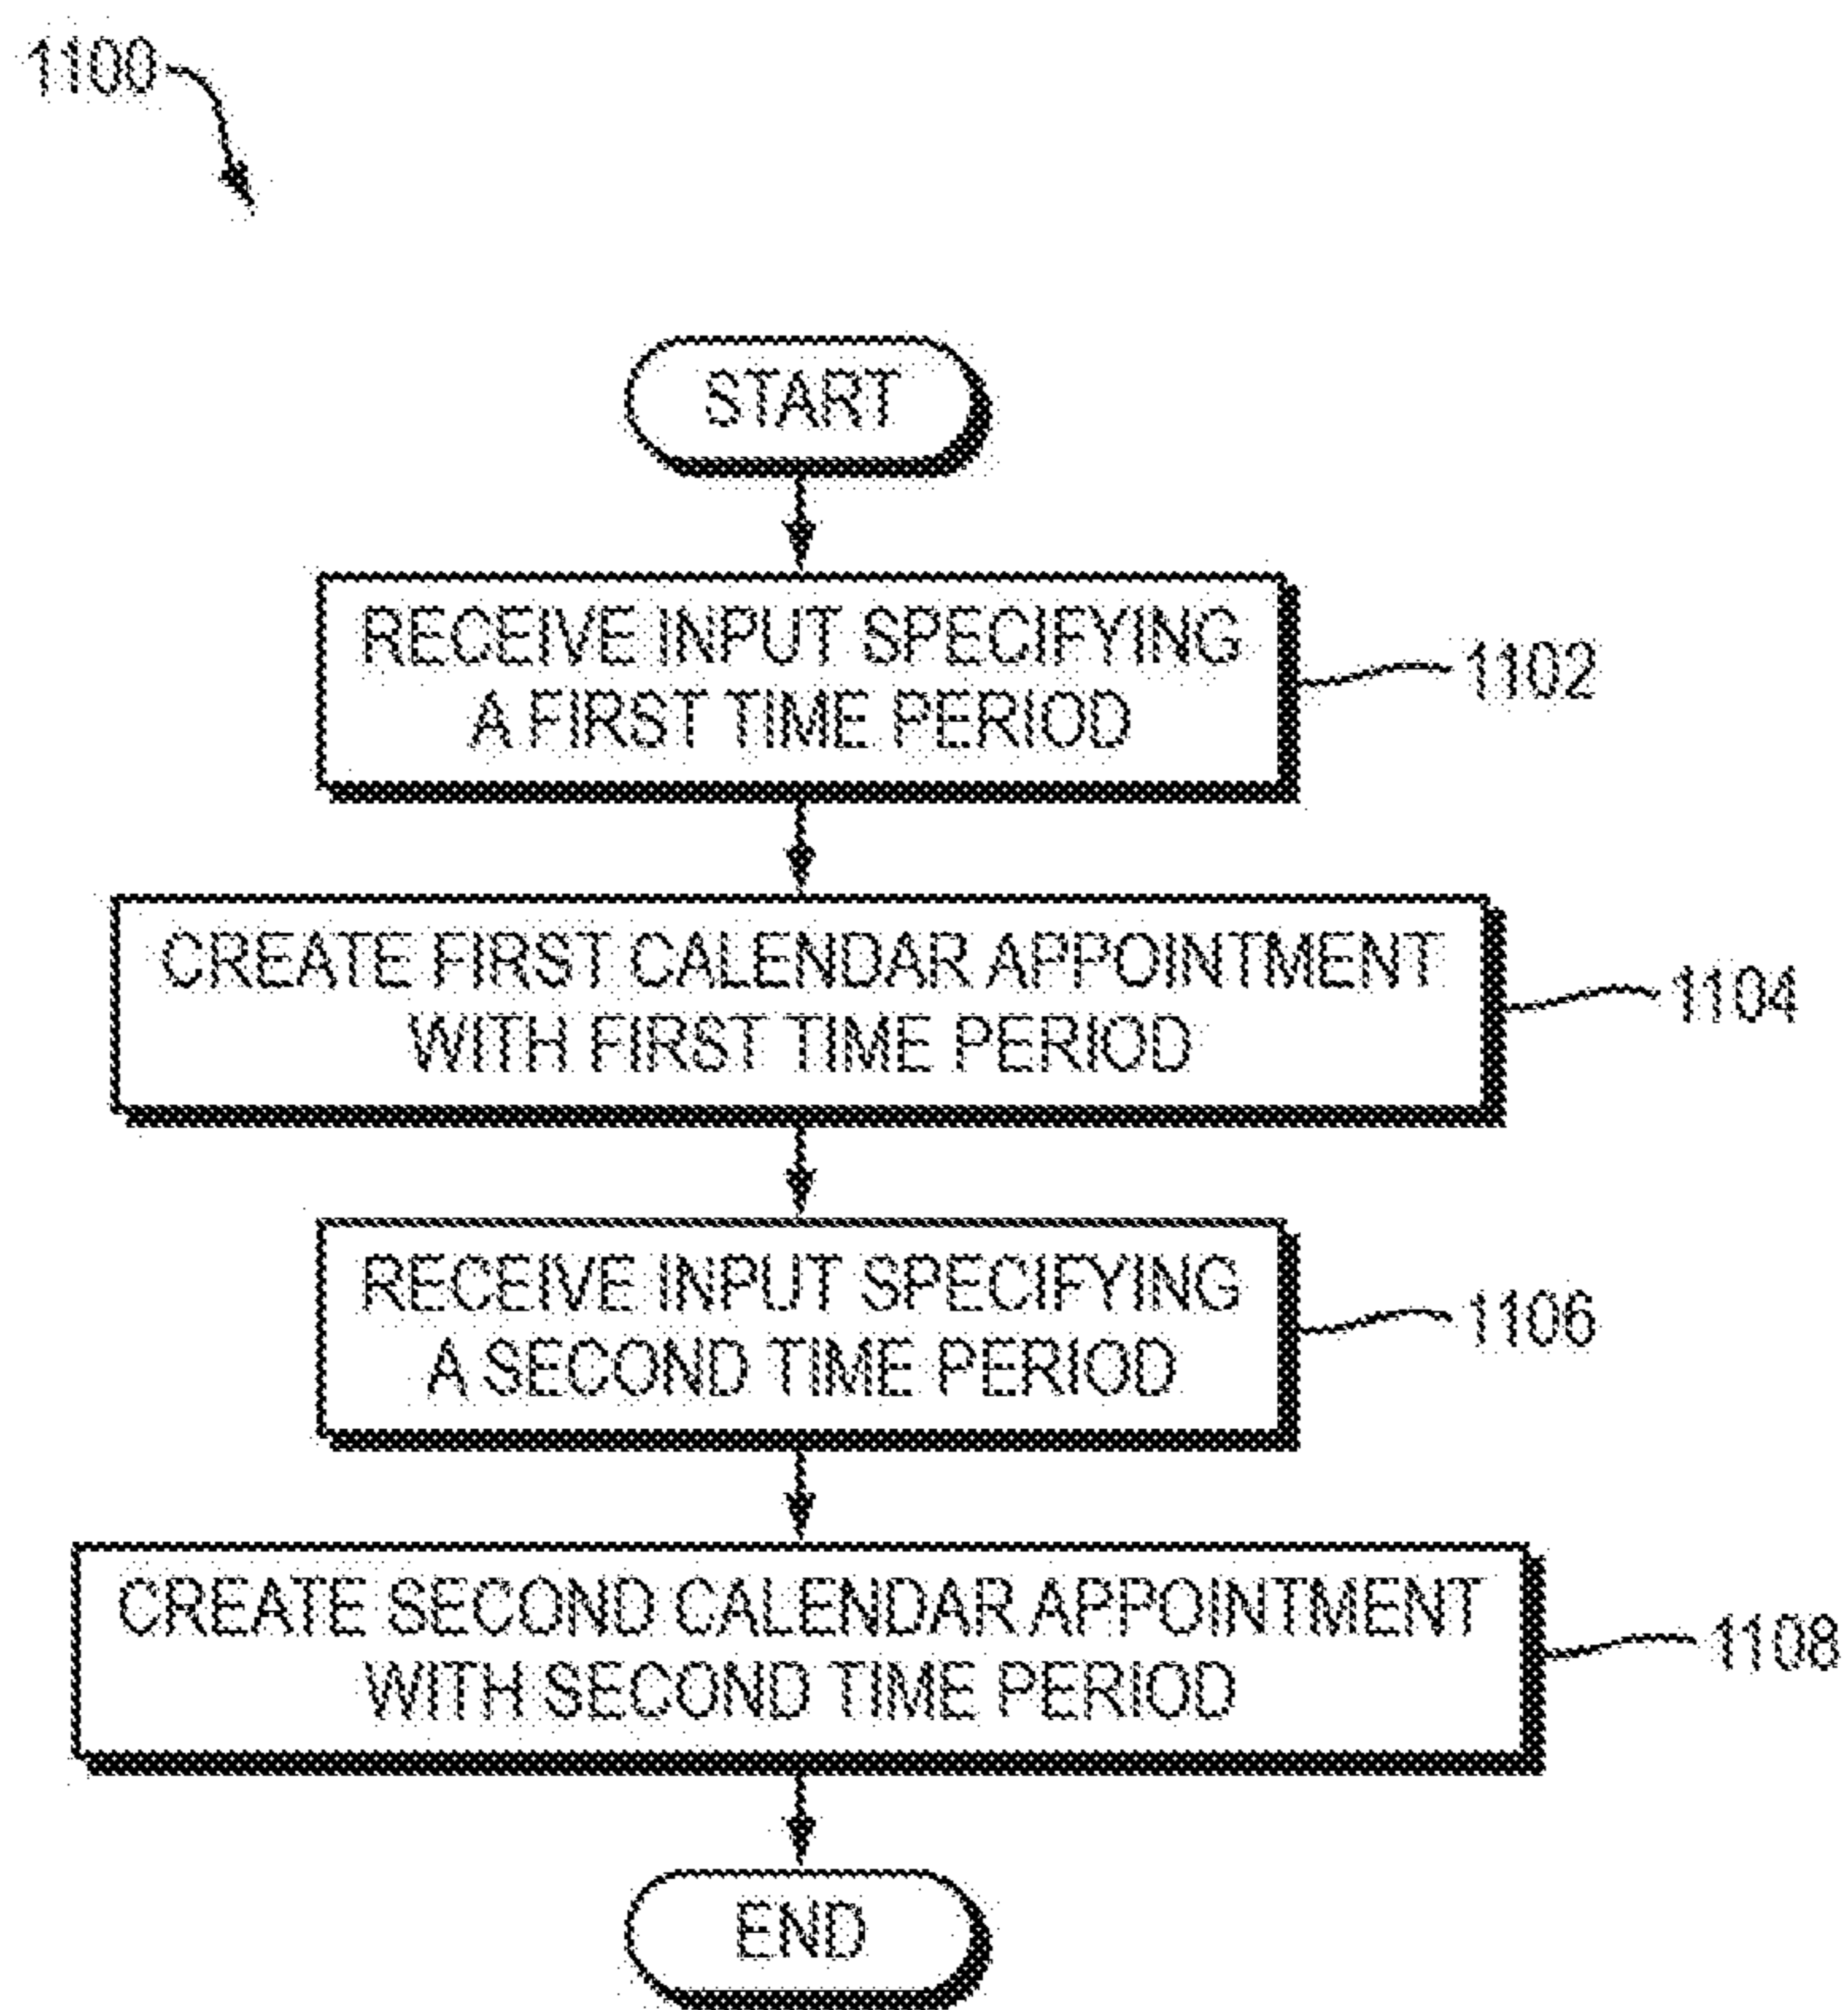 1100
START
RECEIVE INPUT SPECIFYING
A FIRST TIME PERIOD
1102
CREATE FIRST CALENDAR APPOINTMENT
WITH FIRST TIME PERIOD
1104
RECEIVE INPUT SPECIFYING
A SECOND TIME PERIOD
1106
CREATE SECOND CALENDAR APPOINTMENT
WITH SECOND TIME PERIOD
1108
END